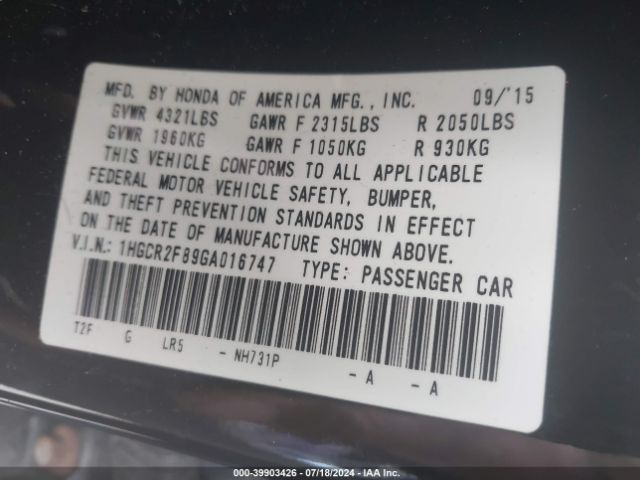 MFD. BY HONDA OF AMERICA MFG., INC. 09/'15
GVWR 4321LBS GAWR F 2315LBS R 2050LBS
GVWR 1960KG GAWR F 1050KG R 930KG
THIS VEHICLE CONFORMS TO ALL APPLICABLE
FEDERAL MOTOR VEHICLE SAFETY, BUMPER,
AND THEFT PREVENTION STANDARDS IN EFFECT
ON THE DATE OF MANUFACTURE SHOWN ABOVE.
V.I.N.: 1HGCR2F89GA016747 TYPE: PASSENGER CAR
T2F G LR5 - NH731P - A - A
000-39903426 - 07/18/2024 - IAA Inc.